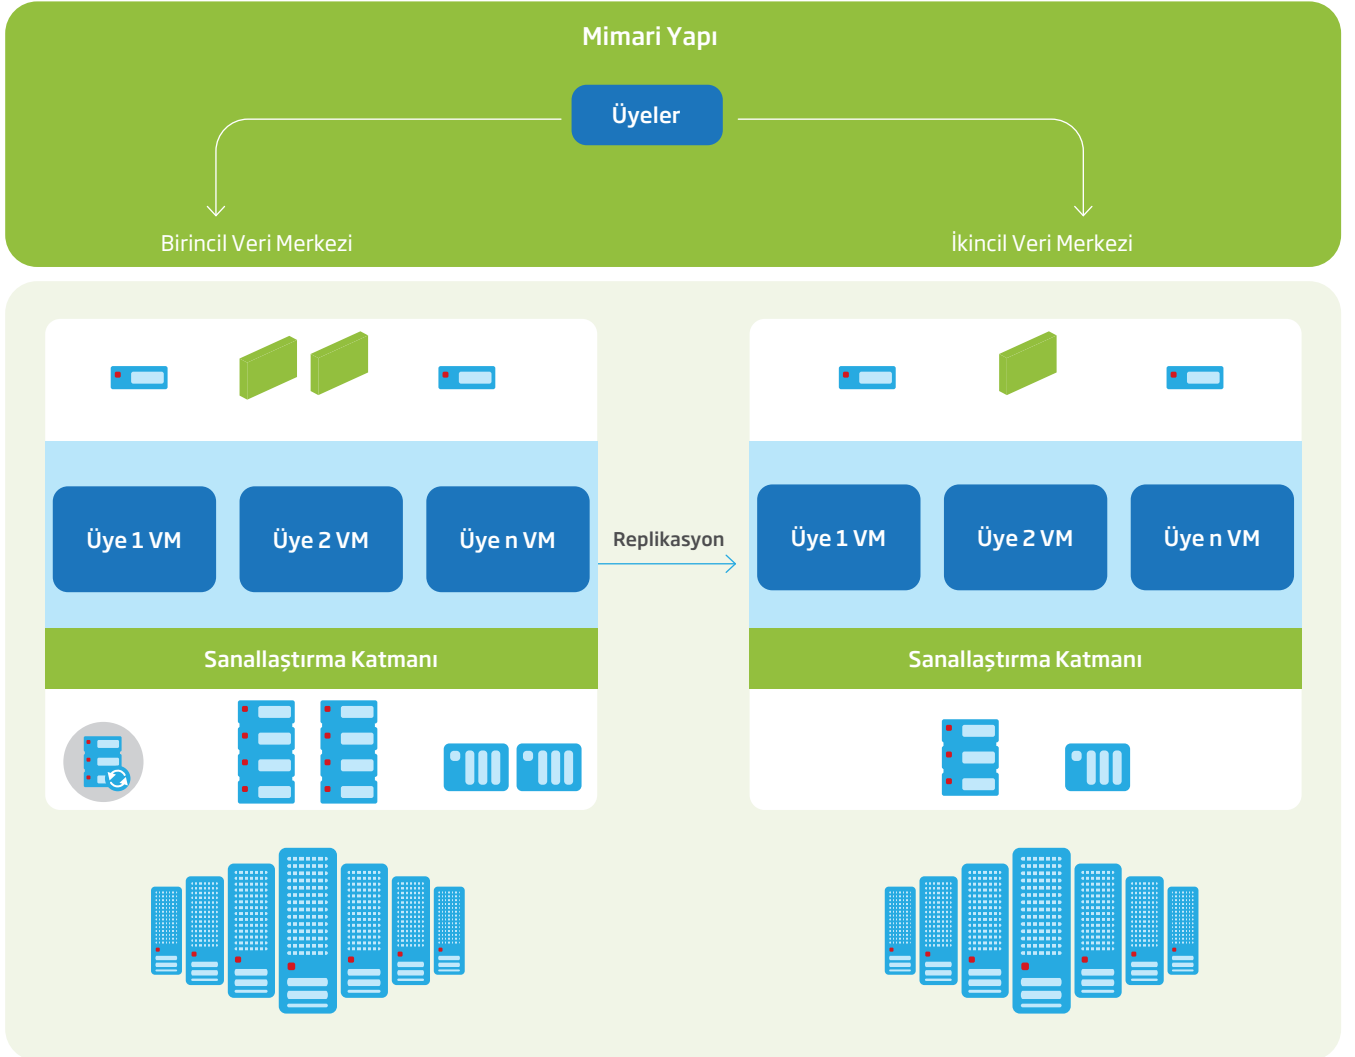 Mimari Yapı
Üyeler
Birincil Veri Merkezi
İkincil Veri Merkezi
Üye 1 VM
Üye 2 VM
Üye n VM
Replikasyon
Üye 1 VM
Üye 2 VM
Üye n VM
Sanallaştırma Katmanı
Sanallaştırma Katmanı